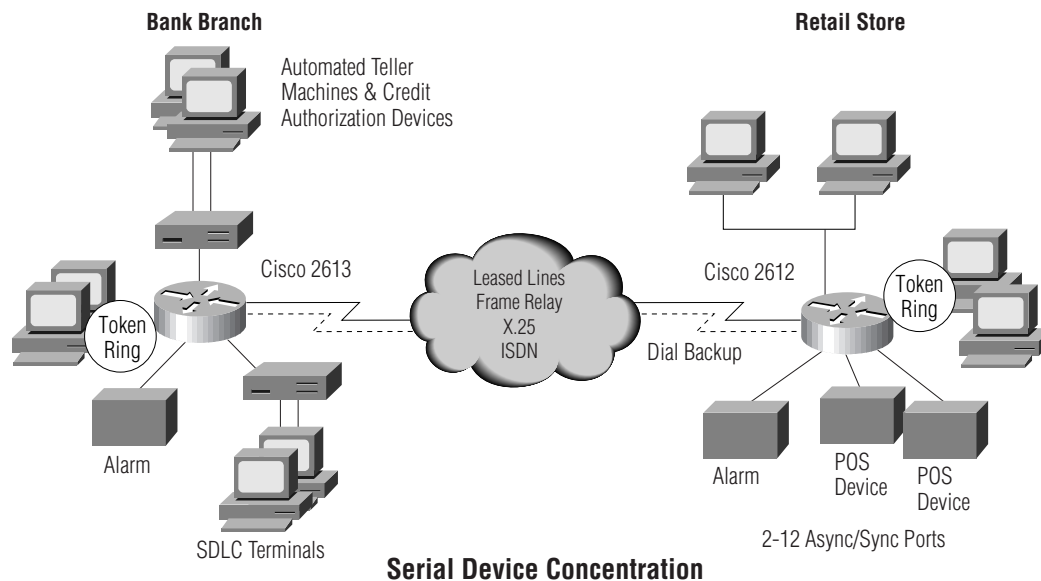 Bank Branch
Retail Store
Automated Teller
Machines & Credit
Authorization Devices
Cisco 2613
Leased Lines
Frame Relay
X.25
ISDN
Cisco 2612
Token
Ring
Token
Ring
Dial Backup
Alarm
SDLC Terminals
Alarm
POS
Device
POS
Device
2-12 Async/Sync Ports
Serial Device Concentration